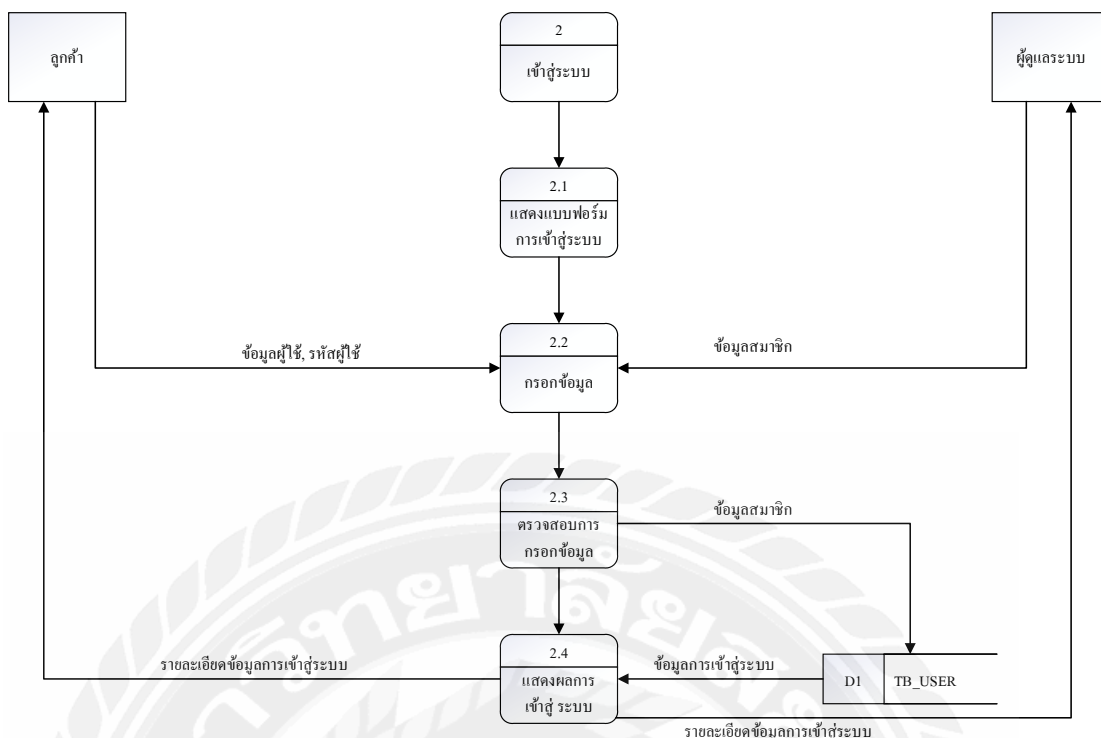 ลูกค้า
2
เข้าสู่ระบบ
ผู้ดูแลระบบ
2.1
แสดงแบบฟอร์ม
การเข้าสู่ระบบ
ข้อมูลผู้ใช้, รหัสผู้ใช้
2.2
กรอกข้อมูล
ข้อมูลสมาชิก
2.3
ตรวจสอบการ
กรอกข้อมูล
ข้อมูลสมาชิก
รายละเอียดข้อมูลการเข้าสู่ระบบ
2.4
แสดงผลการ
เข้าสู่ ระบบ
ข้อมูลการเข้าสู่ระบบ
D1
TB_USER
รายละเอียดข้อมูลการเข้าสู่ระบบ